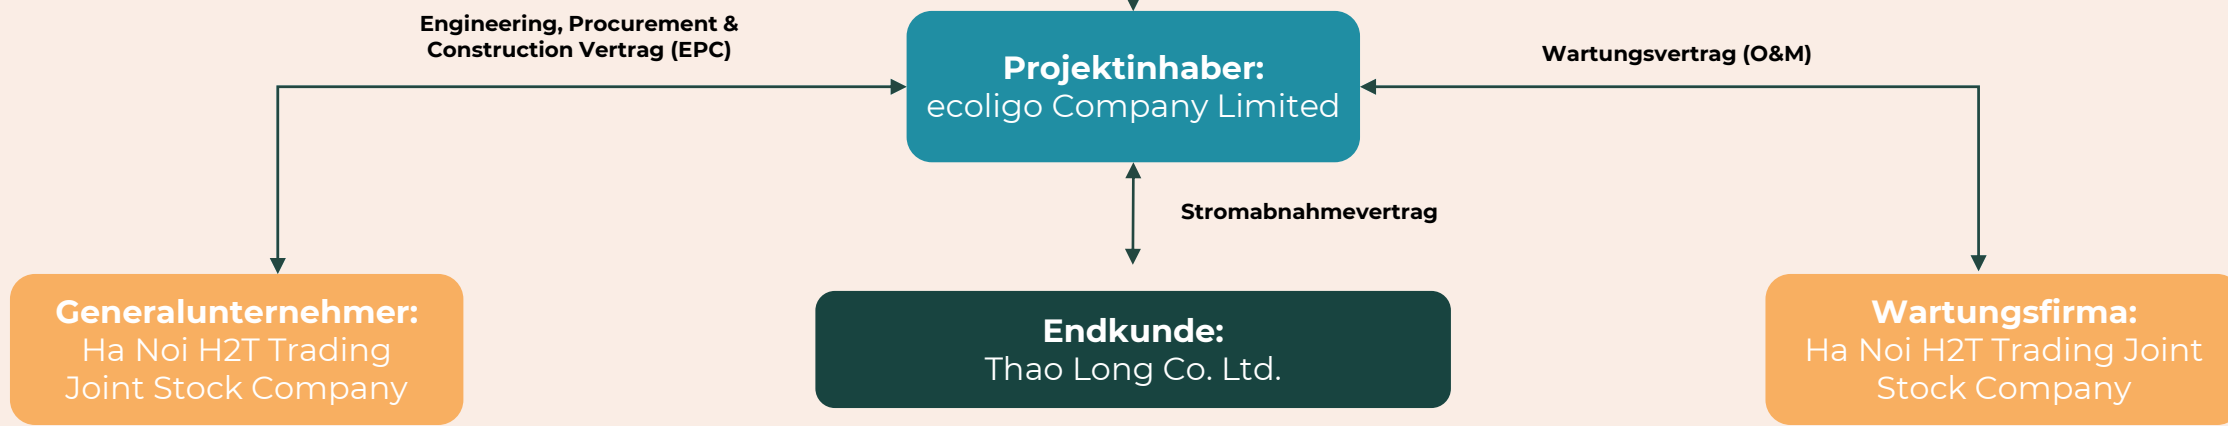 Engineering, Procurement &
Construction Vertrag (EPC)
Projektinhaber:
ecoligo Company Limited
Wartungsvertrag (O&M)
Stromabnahmevertrag
Generalunternehmer:
Ha Noi H2T Trading
Joint Stock Company
Endkunde:
Thao Long Co. Ltd.
Wartungsfirma:
Ha Noi H2T Trading Joint
Stock Company